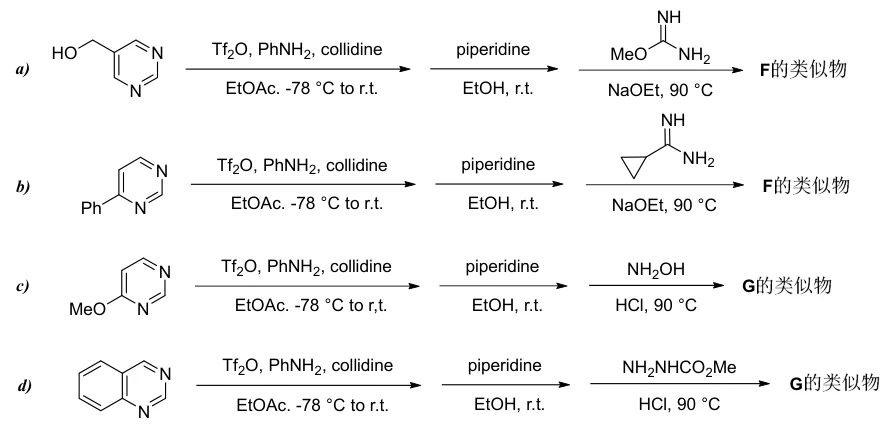 a) HO N N Tf2O, PhNH2, collidine EtOAc. -78 °C to r.t. piperidine EtOH, r.t. NH MeO NH2 NaOEt, 90 °C F的类似物
b) Ph N N Tf2O, PhNH2, collidine EtOAc. -78 °C to r.t. piperidine EtOH, r.t. NH NH2 NaOEt, 90 °C F的类似物
c) MeO N N Tf2O, PhNH2, collidine EtOAc. -78 °C to r,t. piperidine EtOH, r.t. NH2OH HCl, 90 °C G的类似物
d) N N Tf2O, PhNH2, collidine EtOAc. -78 °C to r.t. piperidine EtOH, r.t. NH2NHCO2Me HCl, 90 °C G的类似物